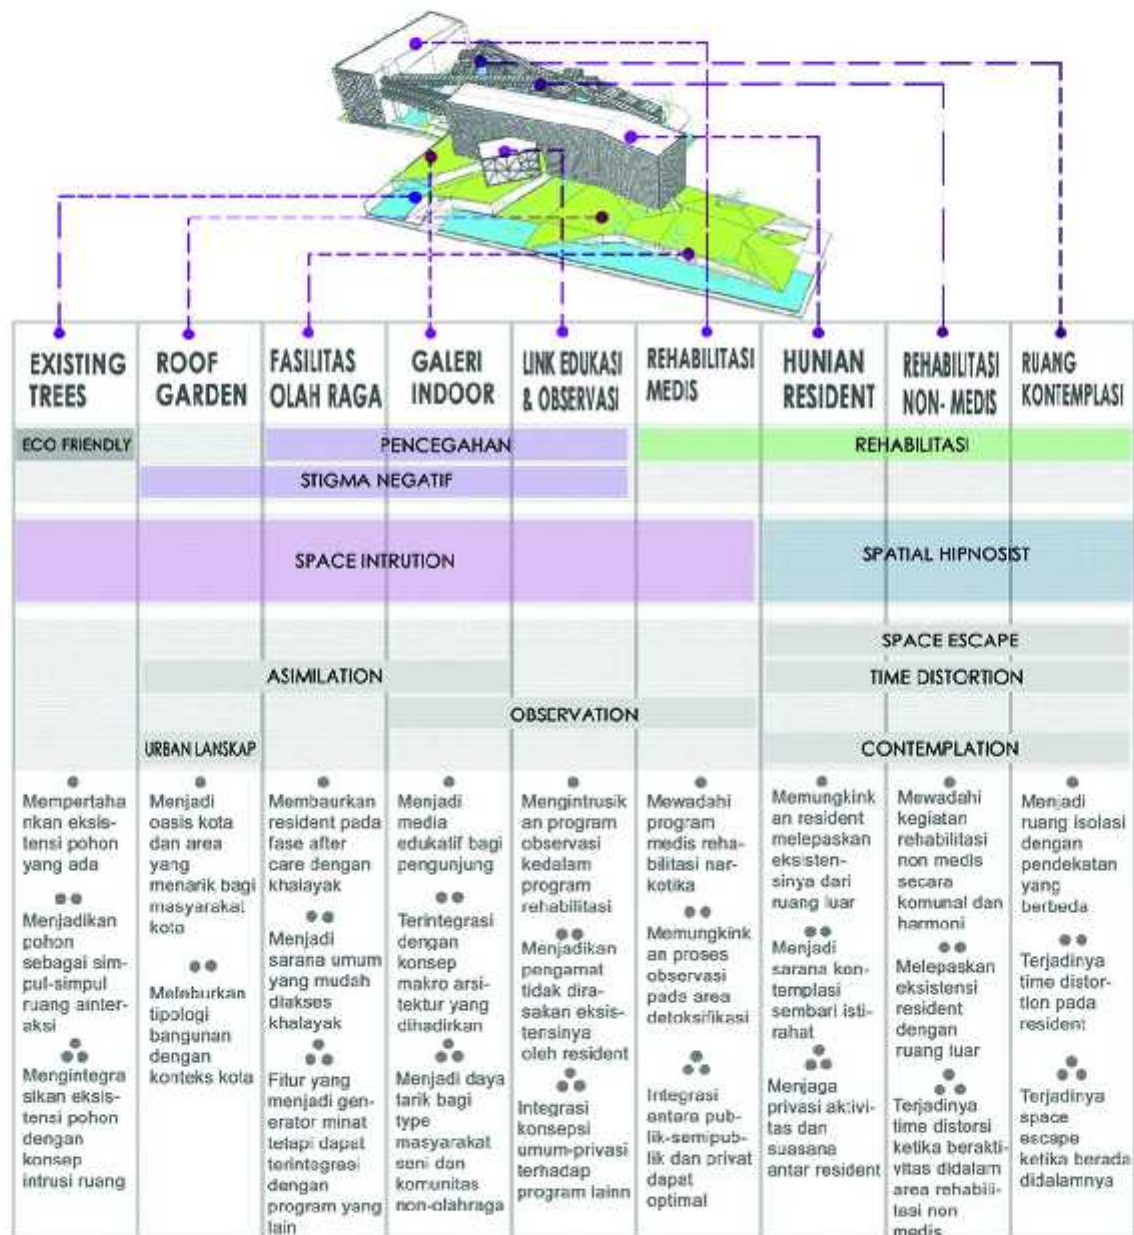 EXISTING
TREES
ROOF
GARDEN
FASILITAS
OLAH RAGA
GALERI
INDOOR
LINK EDUKASI
& OBSERVASI
REHABILITASI
MEDIS
HUNIAN
RESIDENT
REHABILITASI
NON- MEDIS
RUANG
KONTEMPLASI
ECO FRIENDLY
PENCEGAHAN
REHABILITASI
STIGMA NEGATIF
SPACE INTRUTION
SPATIAL HIPNOSIST
SPACE ESCAPE
ASIMILATION
TIME DISTORTION
OBSERVATION
URBAN LANSKAP
CONTEMPLATION
Mempertaha
nkan eksis-
tensi pohon
yang ada
Menjadikan
pohon
sebagai sim-
pul-simpul
ruang ainter-
aksi
Mengintegra
sikan eksis-
tensi pohon
dengan
konsep
intrusi ruang
Menjadi
oasis kota
dan area
yang
menarik bagi
masyarakat
kota
Meleburkan
tipologi
bangunan
dengan
konteks kota
Membaurkan
resident pada
fase after
care dengan
khalayak
Menjadi
sarana umum
yang mudah
diakses
khalayak
Fitur yang
menjadi gen-
erator minat
tetapi dapat
terintegrasi
dengan
program yang
lain
Menjadi
media
edukatif bagi
pengunjung
Terintegrasi
dengan
konsep
makro arsi-
tektur yang
dihadirkan
Menjadi daya
tarik bagi
type
masyarakat
seni dan
komunitas
non-olahraga
Mengintrusik
an program
observasi
kedalam
program
rehabilitasi
Menjadikan
pengamat
tidak dira-
sakan eksis-
tensinya
oleh resident
Integrasi
konsepsi
umum-privasi
terhadap
program lainn
Mewadahi
program
medis reha-
bilitasi nar-
kotika
Memungkink
an proses
observasi
pada area
detoksifikasi
Integrasi
antara pub-
lik-semipub-
lik dan privat
dapat
optimal
Memungkink
an resident
melepaskan
eksisten-
sinya dari
ruang luar
Menjadi
sarana kon-
templasi
sembari isti-
rahat
Menjaga
privasi aktivi-
tas dan
suasana
antar resident
Mewadahi
kegiatan
rehabilitasi
non medis
secara
komunal dan
harmoni
Melepaskan
eksistensi
resident
dengan
ruang luar
Terjadinya
time distorsi
ketika berakti-
vitas didalam
area rehabili-
tasi non
medis
Menjadi
ruang isolasi
dengan
pendekatan
yang
berbeda
Terjadinya
time distor-
tion pada
resident
Terjadinya
space
escape
ketika berada
didalamnya